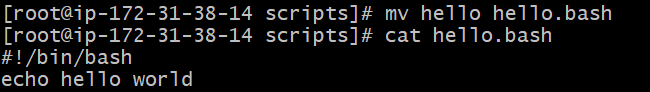 [root@ip-172-31-38-14 scripts]# mv hello hello.bash
[root@ip-172-31-38-14 scripts]# cat hello.bash
#!/bin/bash
echo hello world